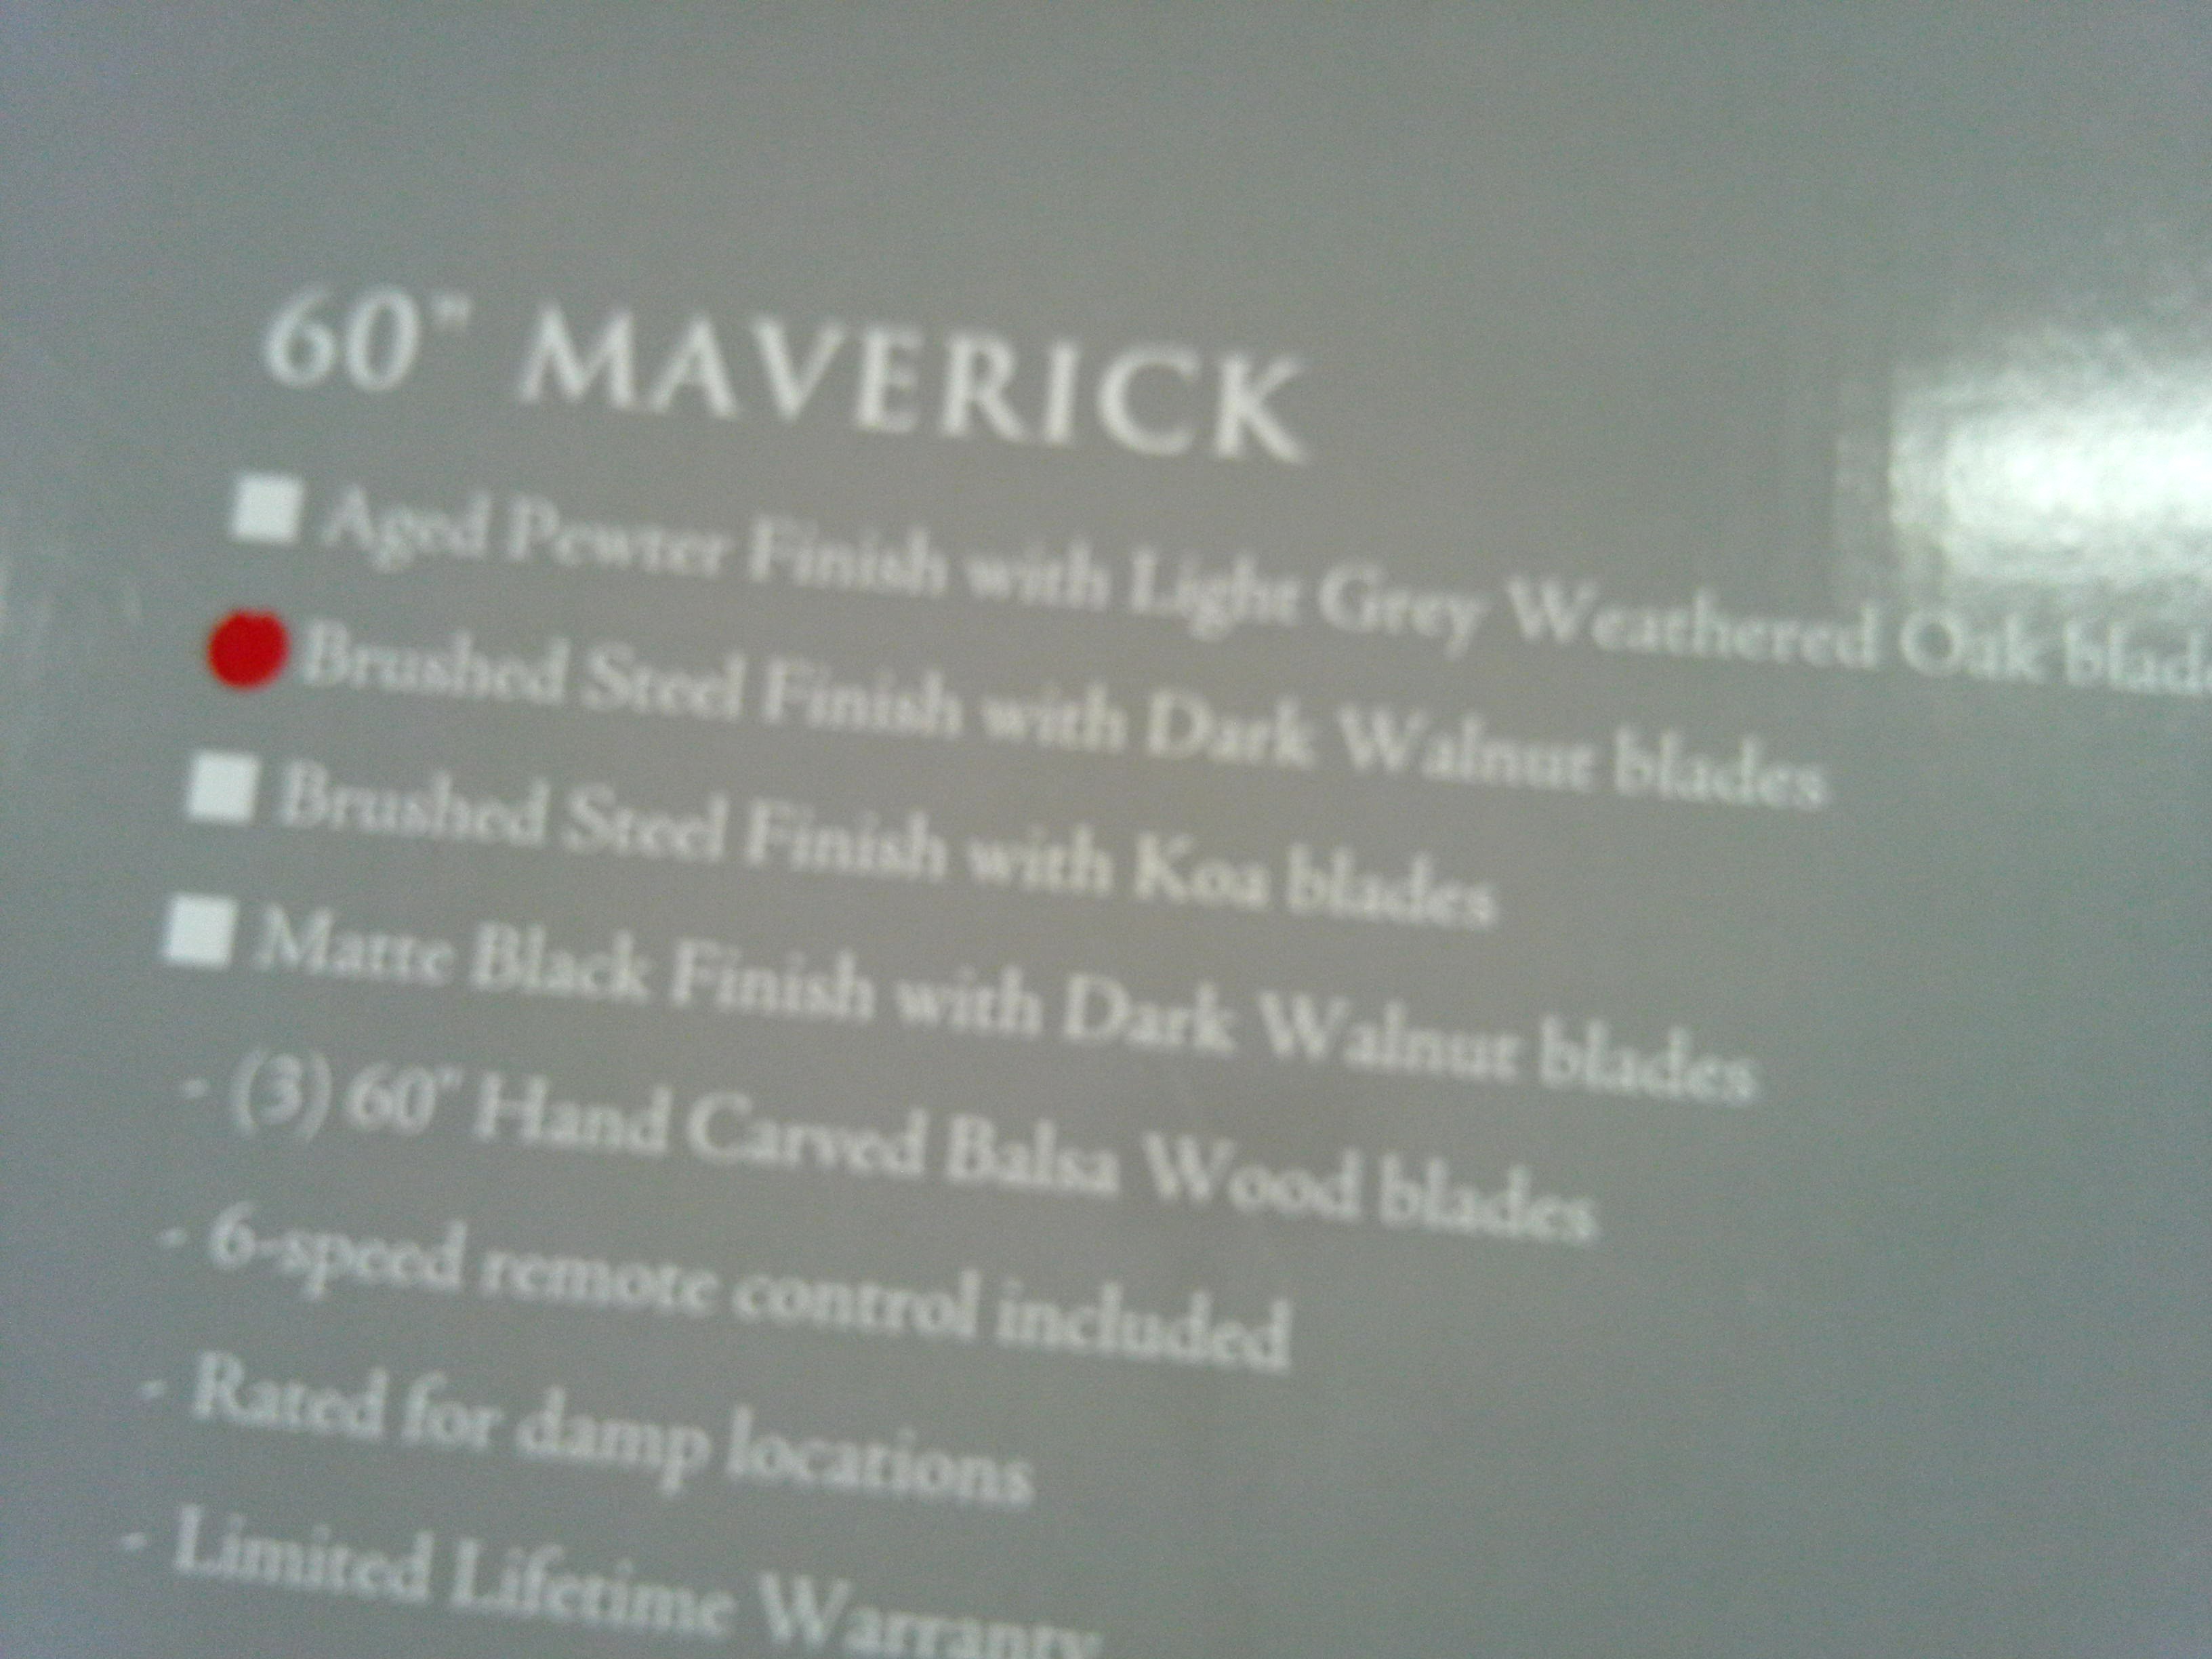 60" MAVERICK
Aged Pewter Finish with Light Grey Weathered Oak
Brushed Steel Finish with Dark Walnut blades
Brushed Steel Finish with Koa blades
Matte Black Finish with Dark Walnut blades
- (3) 60" Hand Carved Balsa Wood blades
- 6-speed remote control included
- Rated for damp locations
- Limited Lifetime Warranty